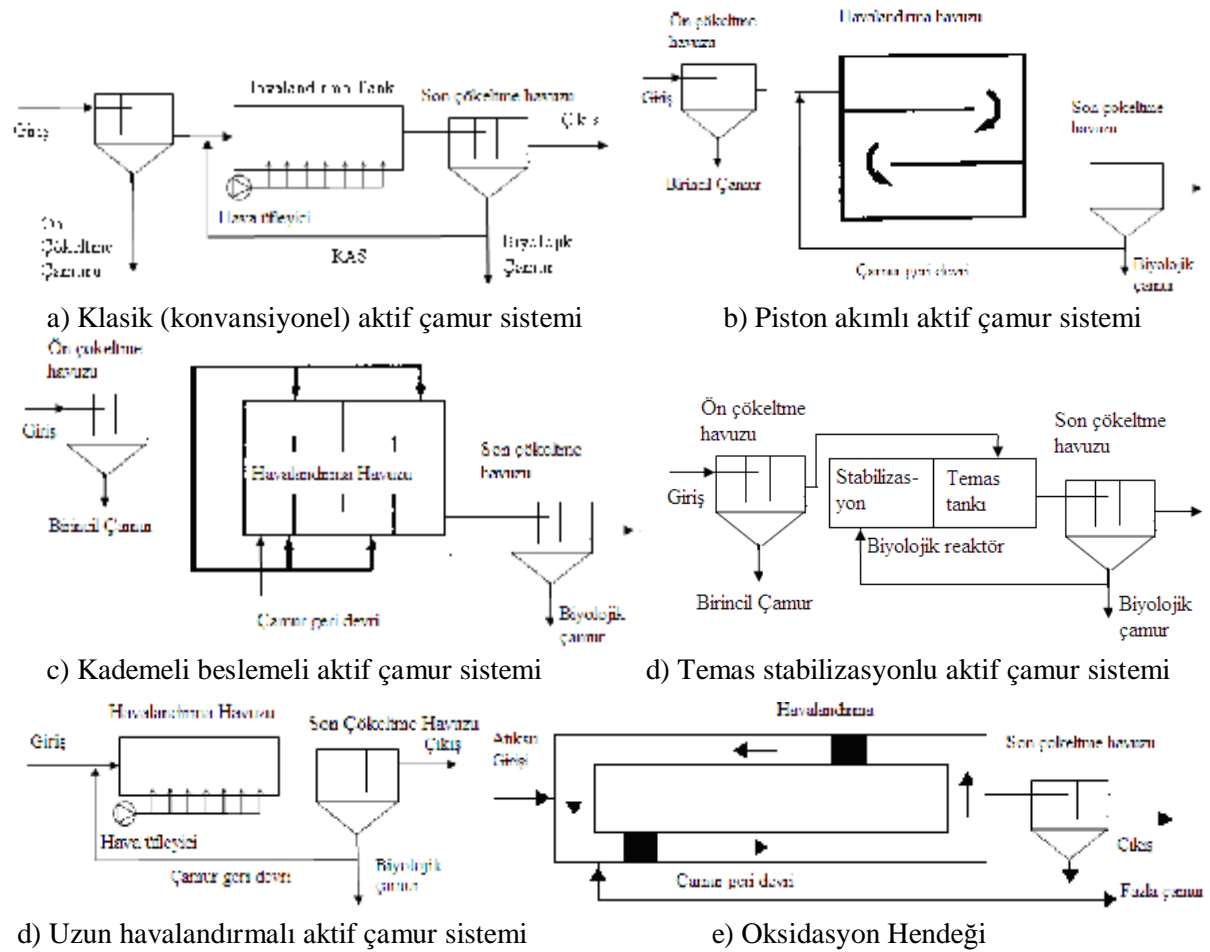 Ön çökeltme
havuzu
Giriş
Birincil Çamur
Havalandırma havuzu
Son çökeltme
havuzu
Çamur geri devri
Biyolojik
çamur
Giriş
Havalandırma Tank
Son çökeltme havuzu
Çıkış
Hava üfleyici
Ön
Çökeltme
Çamuru
RAS
Biyolojik
Çamur
a) Klasik (konvansiyonel) aktif çamur sistemi
b) Piston akımlı aktif çamur sistemi
Ön çökeltme
havuzu
Giriş
Birincil Çamur
Havalandırma Havuzu
Son çökeltme
havuzu
Çamur geri devri
Biyolojik
çamur
Ön çökeltme
havuzu
Giriş
Birincil Çamur
Stabilizas-
yon
Temas
tankı
Biyolojik reaktör
Son çökeltme
havuzu
Biyolojik
çamur
c) Kademeli beslemeli aktif çamur sistemi
d) Temas stabilizasyonlu aktif çamur sistemi
Havalandırma Havuzu
Giriş
Son Çökeltme Havuzu
Çıkış
Hava üfleyici
Çamur geri devri
Biyolojik
çamur
Havalandırma
Atıksu
Girişi
Son çökeltme havuzu
Çıkış
Çamur geri devri
Fazla çamur
d) Uzun havalandırmalı aktif çamur sistemi
e) Oksidasyon Hendeği